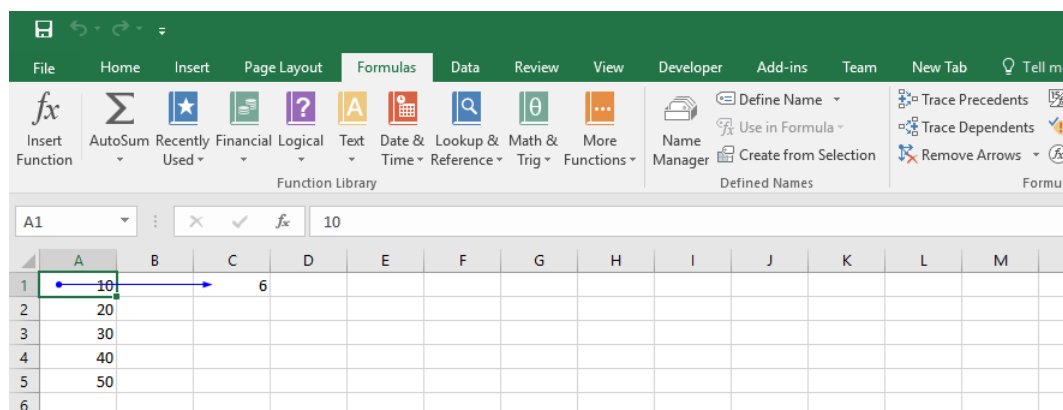 File Home Insert Page Layout Formulas Data Review View Developer Add-ins Team New Tab Tell m
fx Σ ? A θ ...
Insert Function AutoSum Recently Used Financial Logical Text Date & Time Lookup & Reference Math & Trig More Functions
Function Library
Name Manager
Define Name
Use in Formula
Create from Selection
Defined Names
Trace Precedents
Trace Dependents
Remove Arrows
Formu
A1 fx 10
A B C D E F G H I J K L M
1 10 6
2 20
3 30
4 40
5 50
6